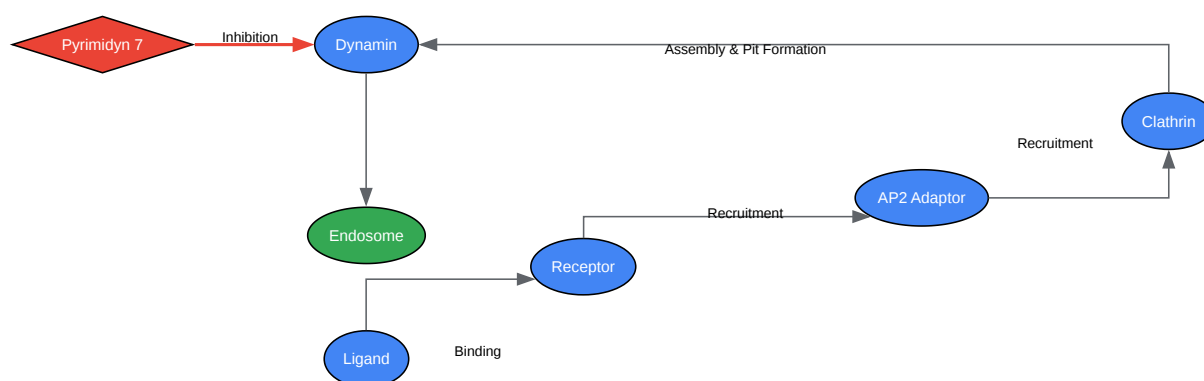 Pyrimidyn 7
Inhibition
Dynamin
Assembly & Pit Formation
Clathrin
Recruitment
AP2 Adaptor
Recruitment
Endosome
Receptor
Ligand
Binding